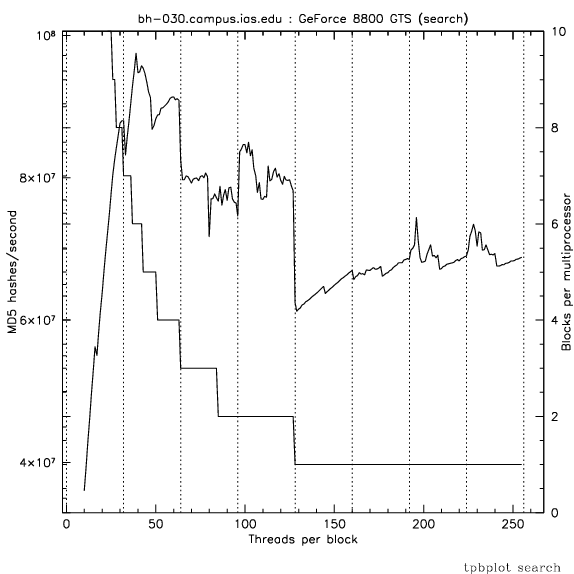 bh-030.campus.ias.edu : GeForce 8800 GTS (search)
10⁸
8×10⁷
6×10⁷
4×10⁷
MD5 hashes/second
10
8
6
4
2
0
Blocks per multiprocessor
0 50 100 150 200 250
Threads per block
tpbplot search